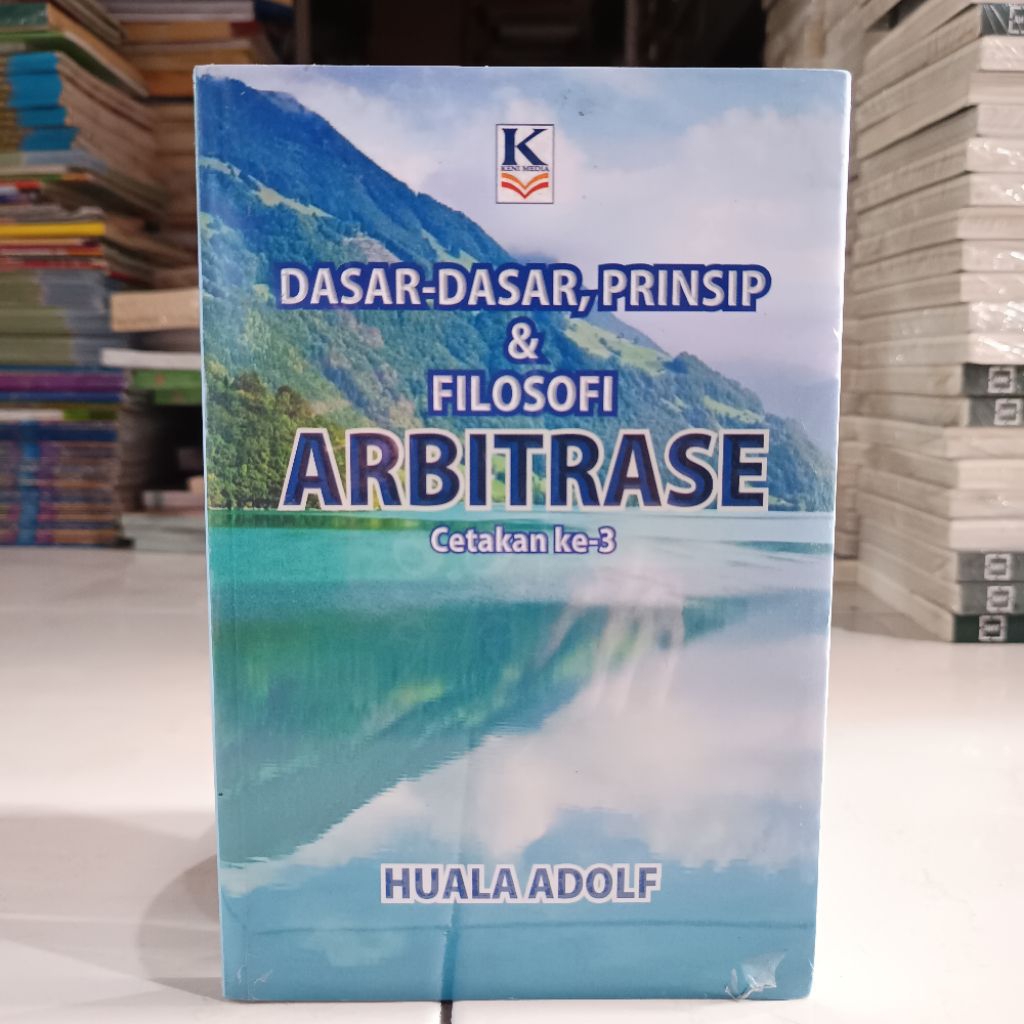 K
KENI MEDIA
DASAR-DASAR, PRINSIP
&
FILOSOFI
ARBITRASE
Cetakan ke-3
HUALA ADOLF